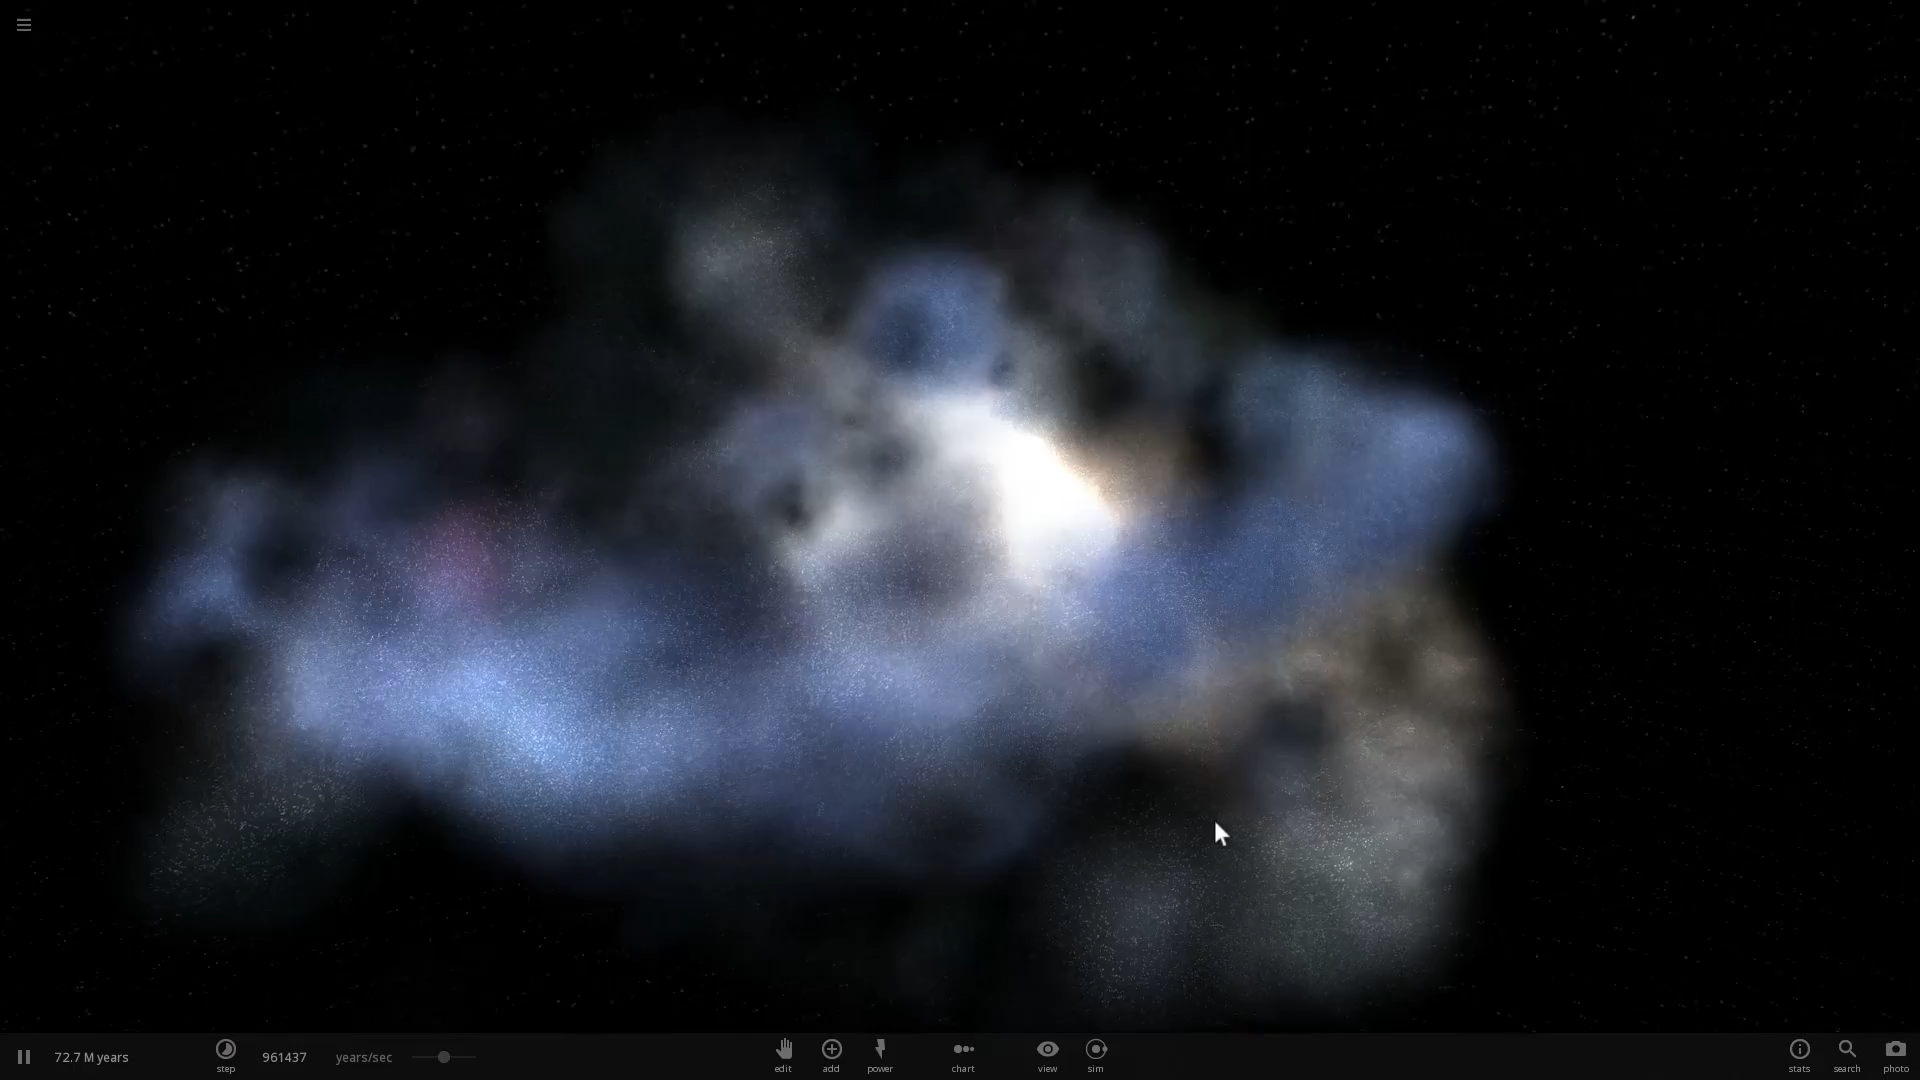 72.7 M years
step
961437 years/sec
edit
add
power
chart
view
sim
stats
search
photo